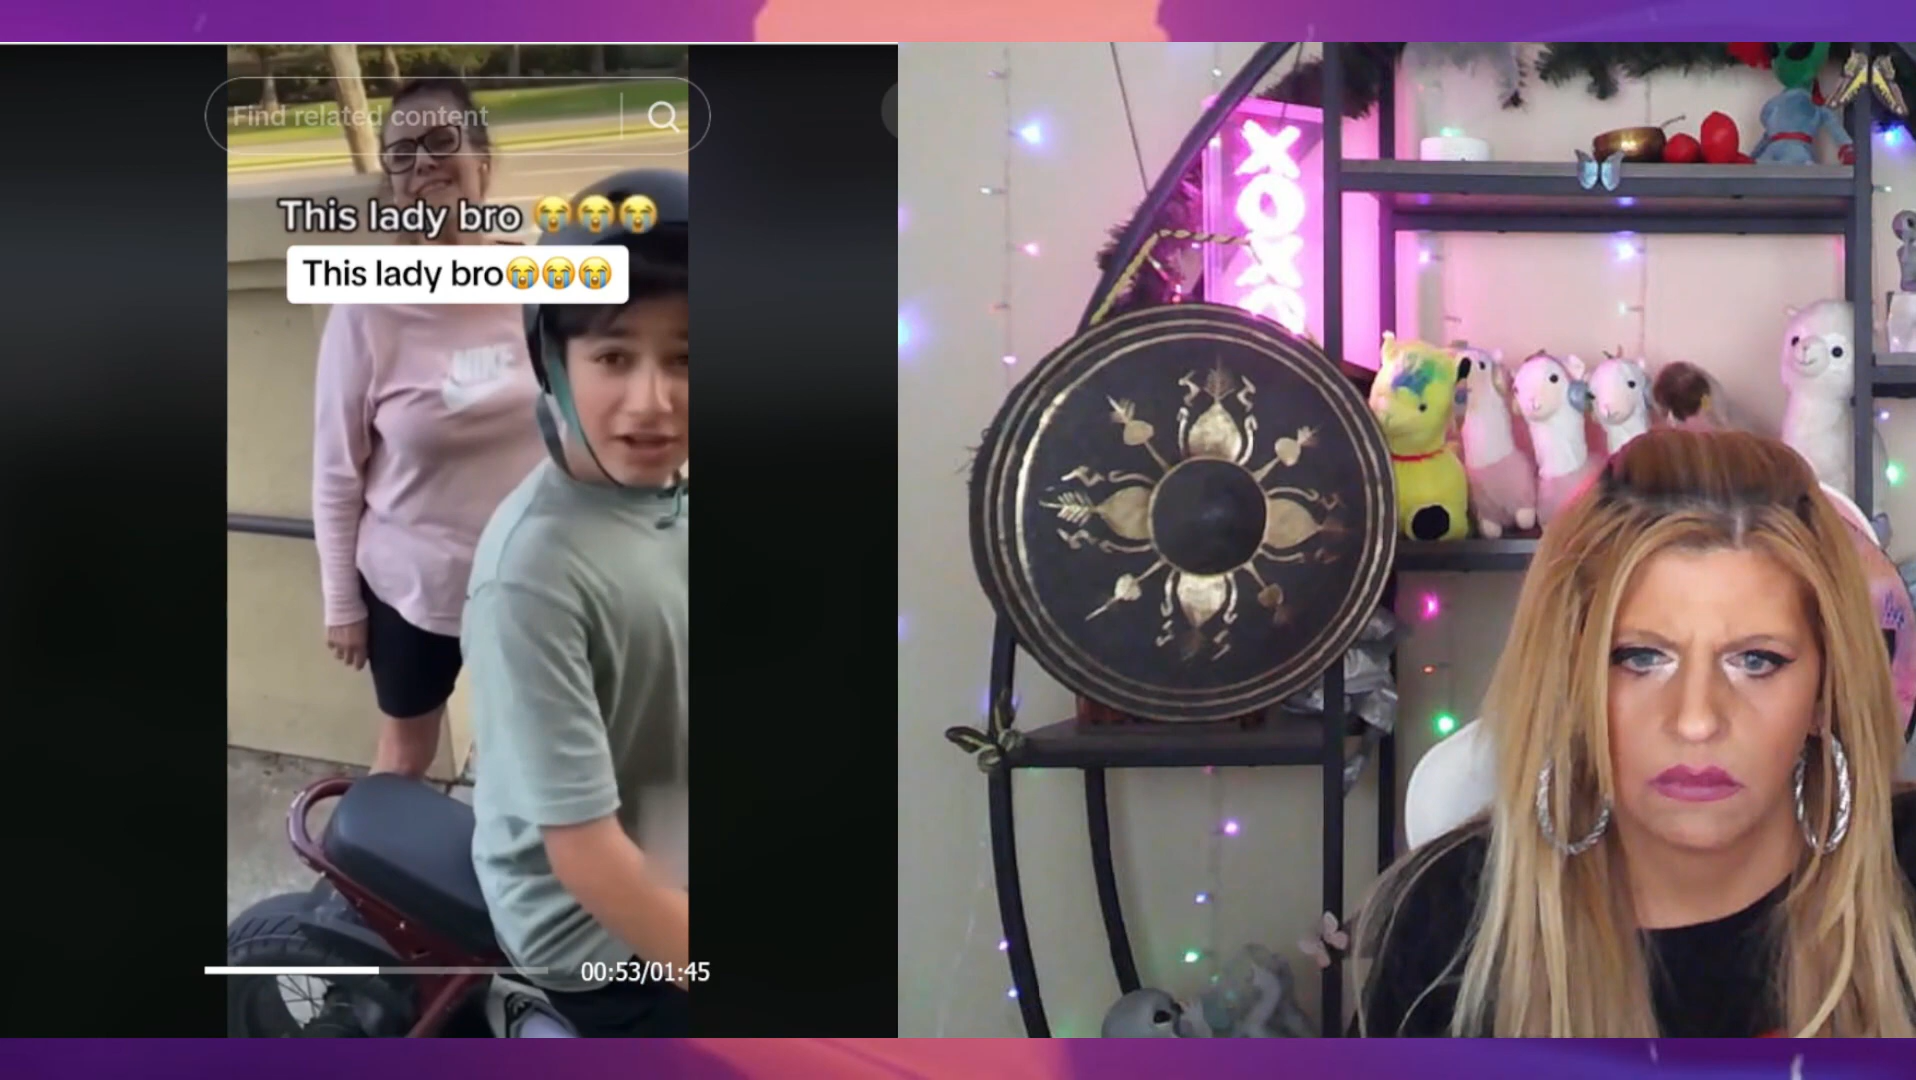 Find related content
This lady bro 😭😭😭
This lady bro😭😭😭
NIKE
00:53/01:45
XOXO